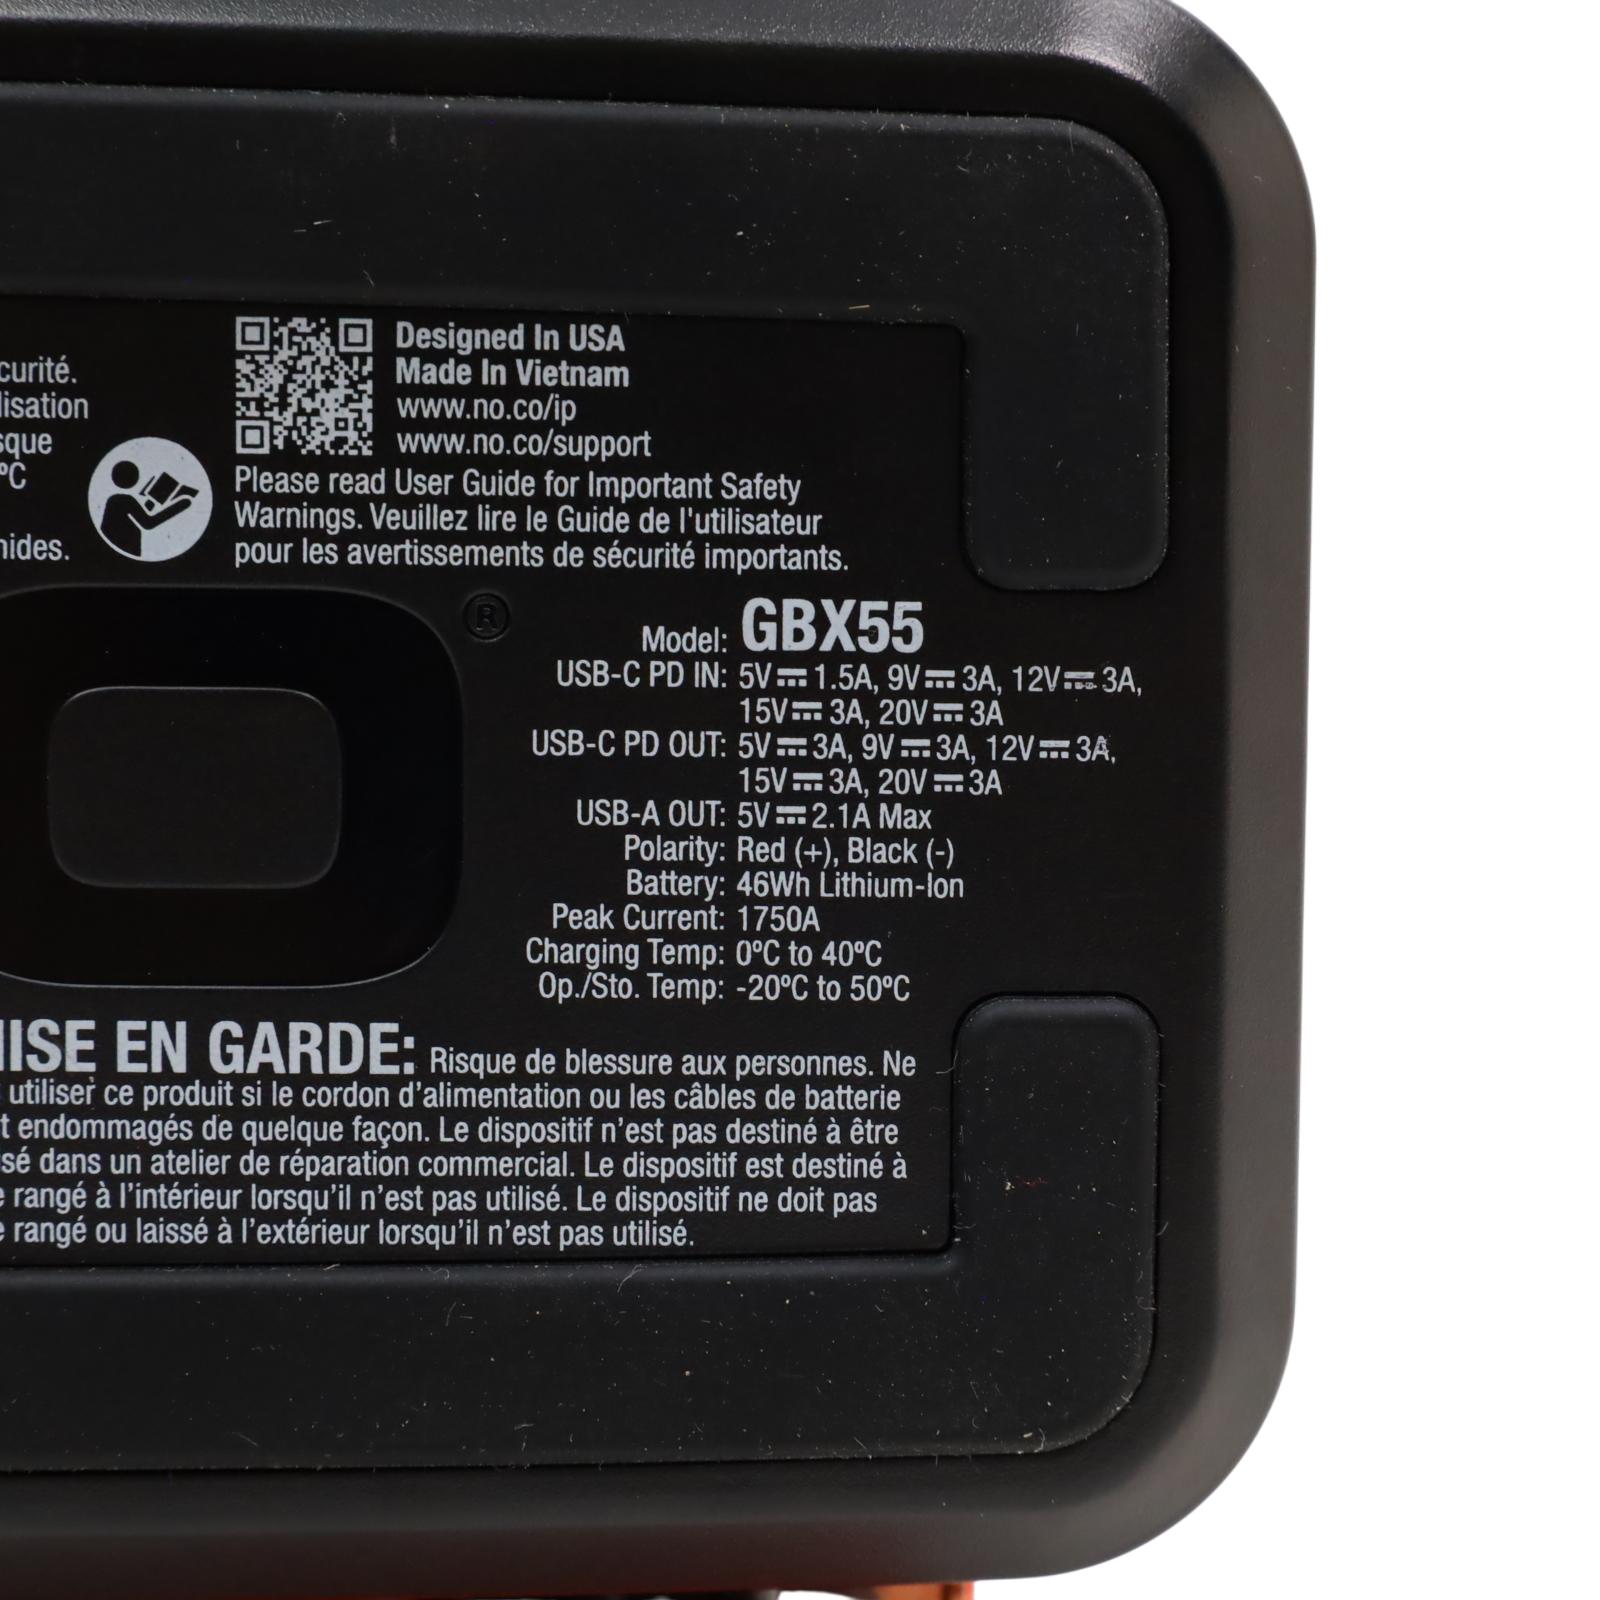 curité.
lisation
sque
ºC
nides.
Designed In USA
Made In Vietnam
www.no.co/ip
www.no.co/support
Please read User Guide for Important Safety
Warnings. Veuillez lire le Guide de l'utilisateur
pour les avertissements de sécurité importants.
®
Model: GBX55
USB-C PD IN: 5V⎓1.5A, 9V⎓3A, 12V⎓3A,
15V⎓3A, 20V⎓3A
USB-C PD OUT: 5V⎓3A, 9V⎓3A, 12V⎓3A,
15V⎓3A, 20V⎓3A
USB-A OUT: 5V⎓2.1A Max
Polarity: Red (+), Black (-)
Battery: 46Wh Lithium-Ion
Peak Current: 1750A
Charging Temp: 0ºC to 40ºC
Op./Sto. Temp: -20ºC to 50ºC
MISE EN GARDE: Risque de blessure aux personnes. Ne
utiliser ce produit si le cordon d'alimentation ou les câbles de batterie
t endommagés de quelque façon. Le dispositif n'est pas destiné à être
isé dans un atelier de réparation commercial. Le dispositif est destiné à
e rangé à l'intérieur lorsqu'il n'est pas utilisé. Le dispositif ne doit pas
e rangé ou laissé à l'extérieur lorsqu'il n'est pas utilisé.